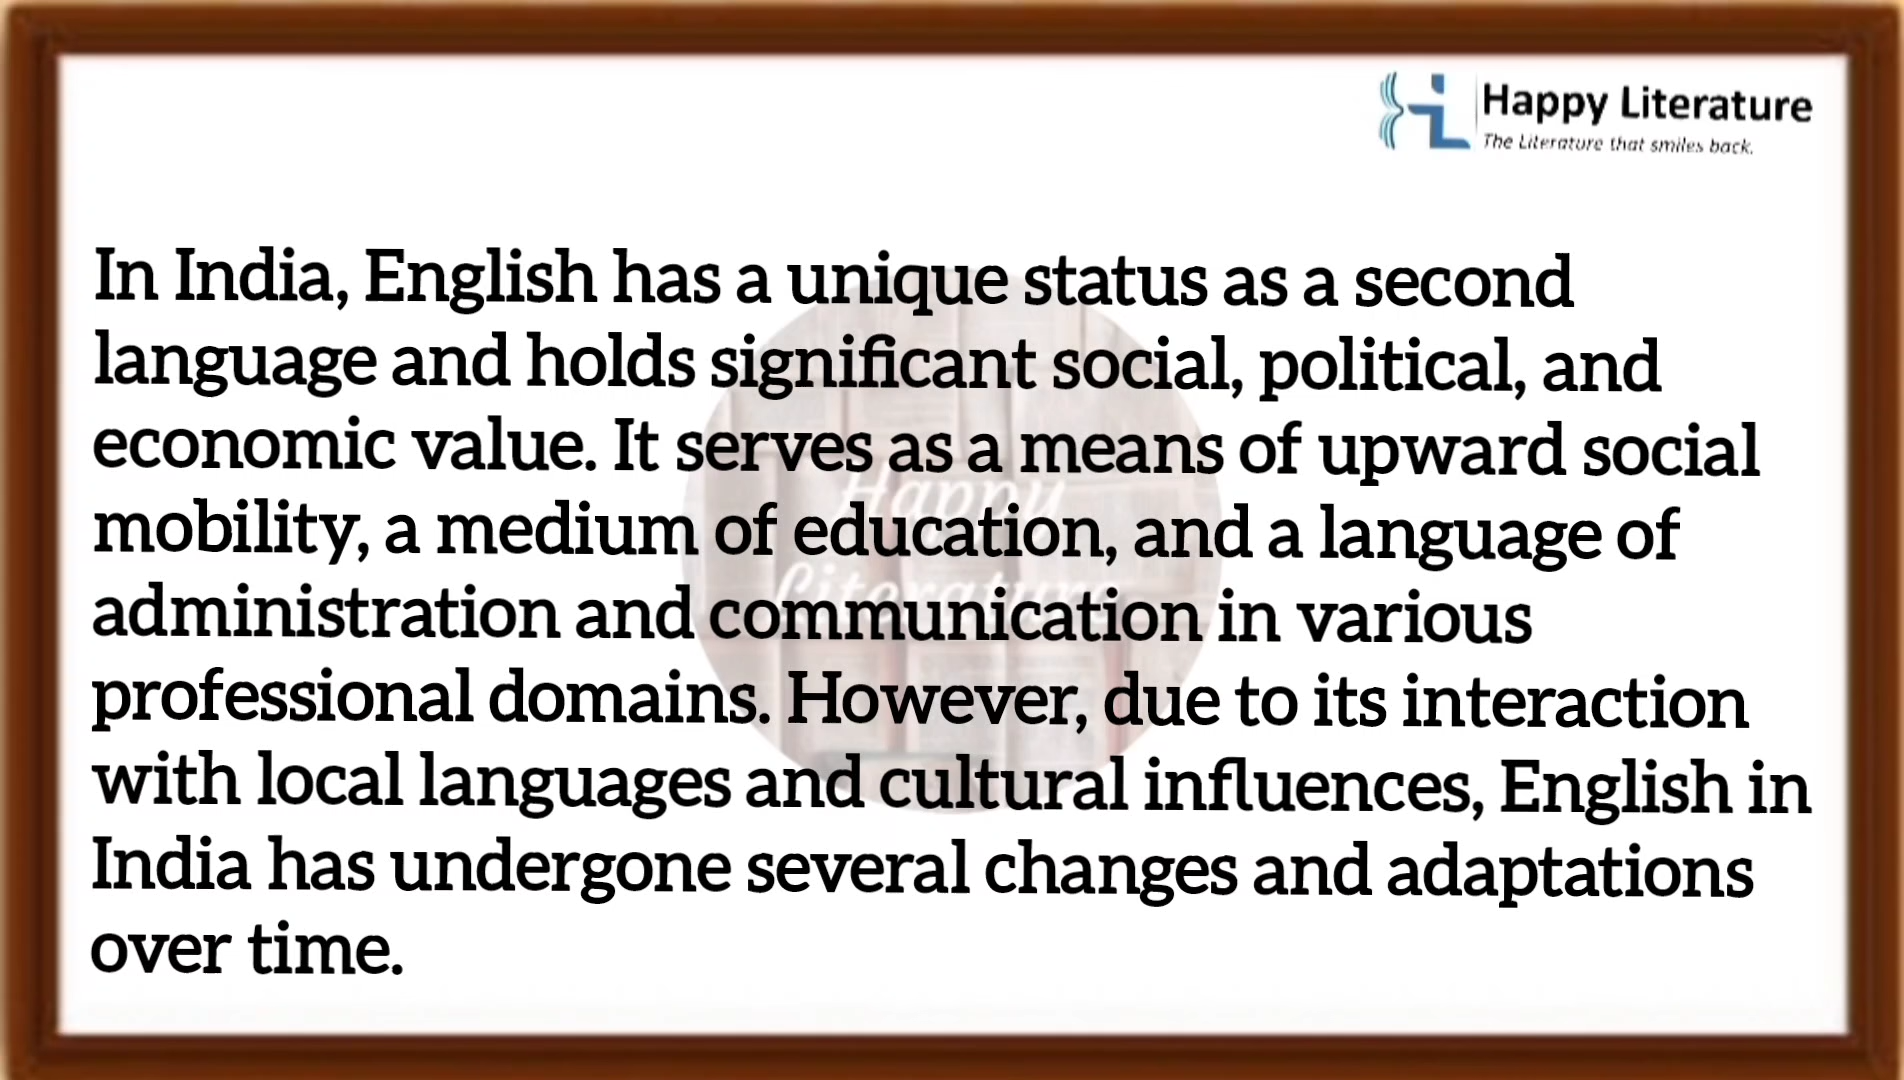 Happy Literature
The Literature that smiles back.
In India, English has a unique status as a second
language and holds significant social, political, and
economic value. It serves as a means of upward social
mobility, a medium of education, and a language of
administration and communication in various
professional domains. However, due to its interaction
with local languages and cultural influences, English in
India has undergone several changes and adaptations
over time.
Happy
Literature